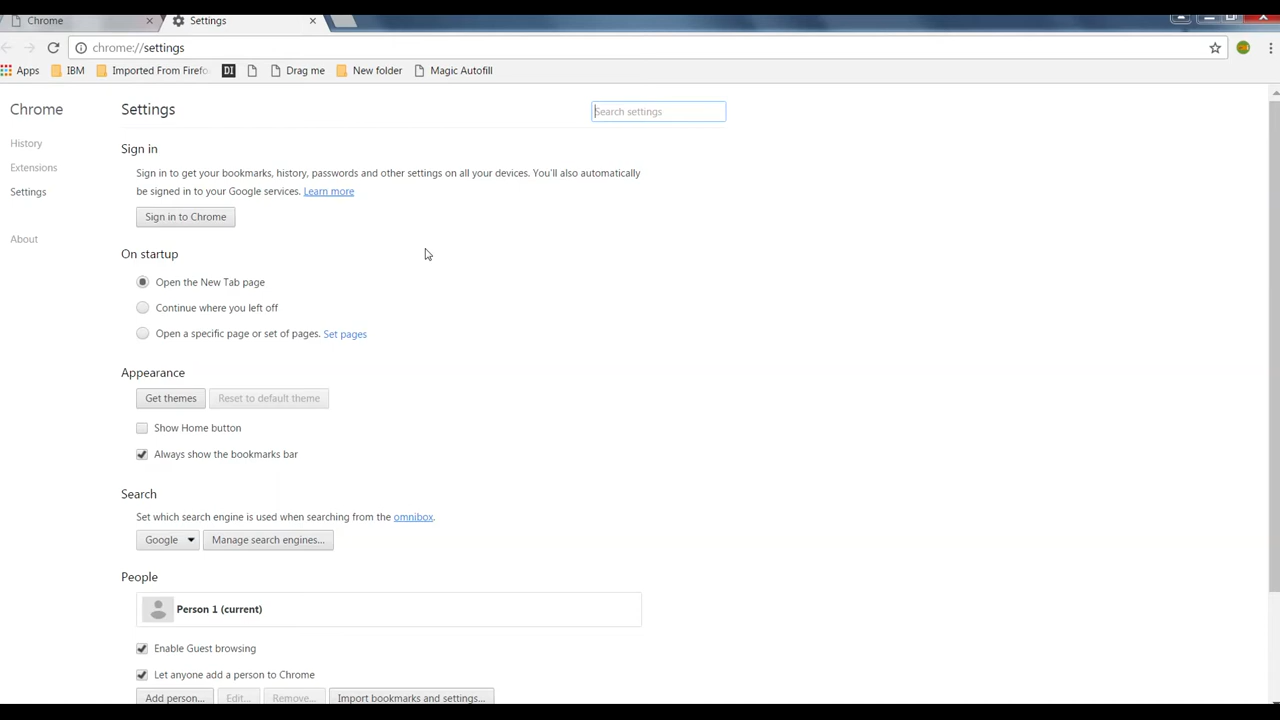 Chrome
Settings
chrome://settings
Apps IBM Imported From Firefo DI Drag me New folder Magic Autofill
Chrome
History
Extensions
Settings
About
Settings
Search settings
Sign in
Sign in to get your bookmarks, history, passwords and other settings on all your devices. You'll also automatically
be signed in to your Google services. Learn more
Sign in to Chrome
On startup
Open the New Tab page
Continue where you left off
Open a specific page or set of pages. Set pages
Appearance
Get themes Reset to default theme
Show Home button
Always show the bookmarks bar
Search
Set which search engine is used when searching from the omnibox.
Google Manage search engines...
People
Person 1 (current)
Enable Guest browsing
Let anyone add a person to Chrome
Add person... Edit... Remove... Import bookmarks and settings...